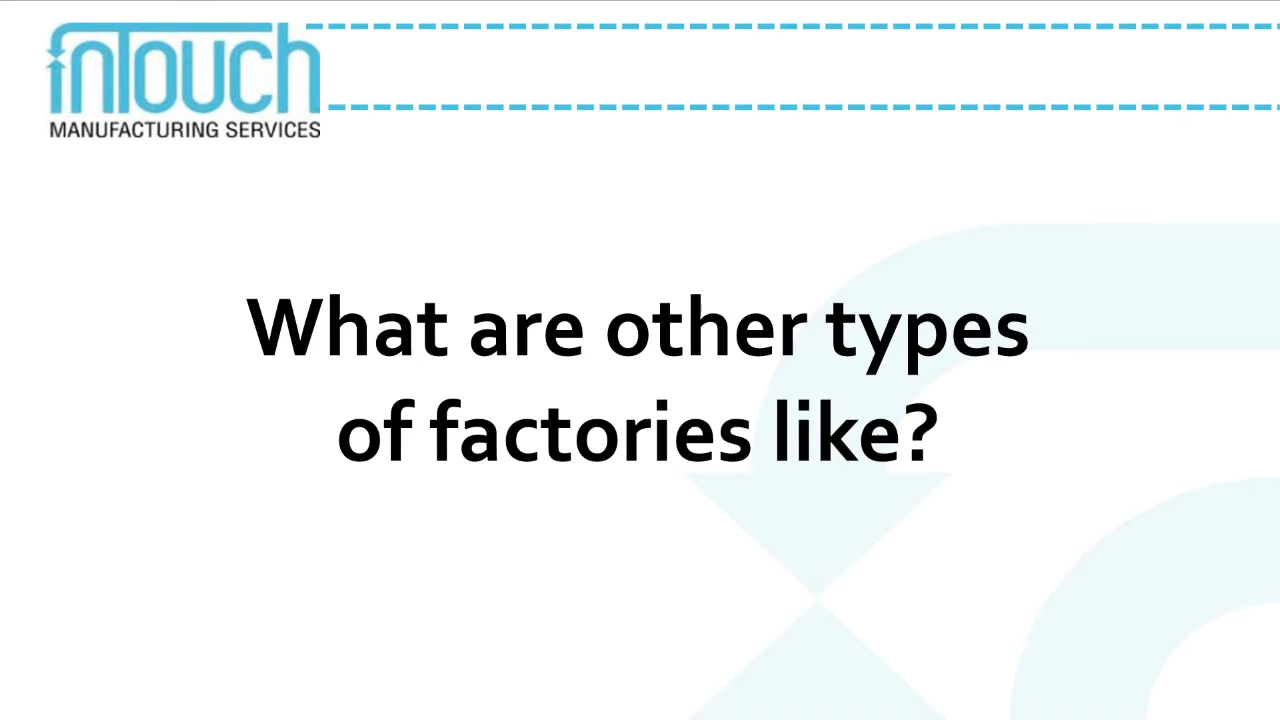 inTouch
MANUFACTURING SERVICES
What are other types
of factories like?